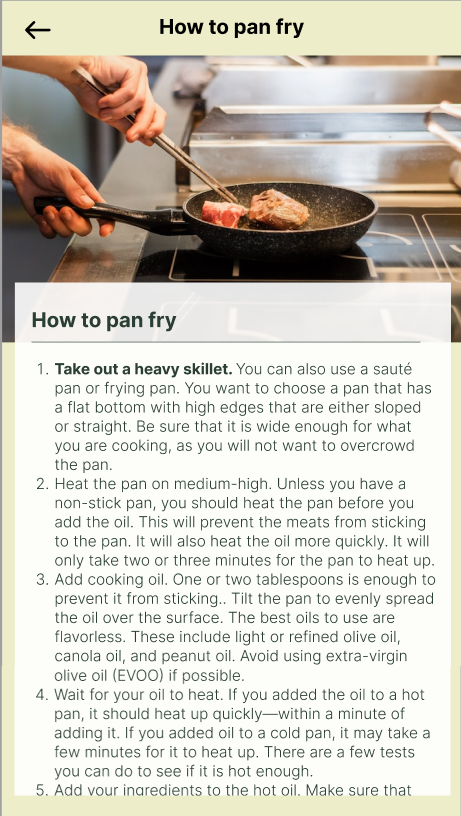 How to pan fry
How to pan fry
1. Take out a heavy skillet. You can also use a sauté
pan or frying pan. You want to choose a pan that has
a flat bottom with high edges that are either sloped
or straight. Be sure that it is wide enough for what
you are cooking, as you will not want to overcrowd
the pan.
2. Heat the pan on medium-high. Unless you have a
non-stick pan, you should heat the pan before you
add the oil. This will prevent the meats from sticking
to the pan. It will also heat the oil more quickly. It will
only take two or three minutes for the pan to heat up.
3. Add cooking oil. One or two tablespoons is enough to
prevent it from sticking.. Tilt the pan to evenly spread
the oil over the surface. The best oils to use are
flavorless. These include light or refined olive oil,
canola oil, and peanut oil. Avoid using extra-virgin
olive oil (EVOO) if possible.
4. Wait for your oil to heat. If you added the oil to a hot
pan, it should heat up quickly—within a minute of
adding it. If you added oil to a cold pan, it may take a
few minutes for it to heat up. There are a few tests
you can do to see if it is hot enough.
5. Add your ingredients to the hot oil. Make sure that